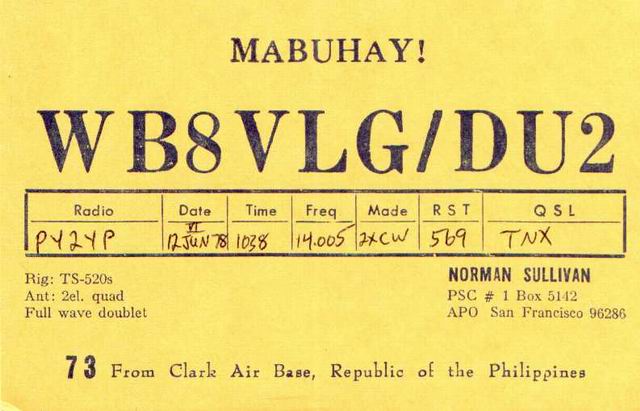 MABUHAY!
WB8VLG/DU2
Radio Date Time Freq Made RST QSL
PY2YP 12 JUN 78 1038 14.005 2XCW 569 TNX
VI
Rig: TS-520s
Ant: 2el. quad
Full wave doublet
NORMAN SULLIVAN
PSC # 1 Box 5142
APO San Francisco 96286
73 From Clark Air Base, Republic of the Philippines